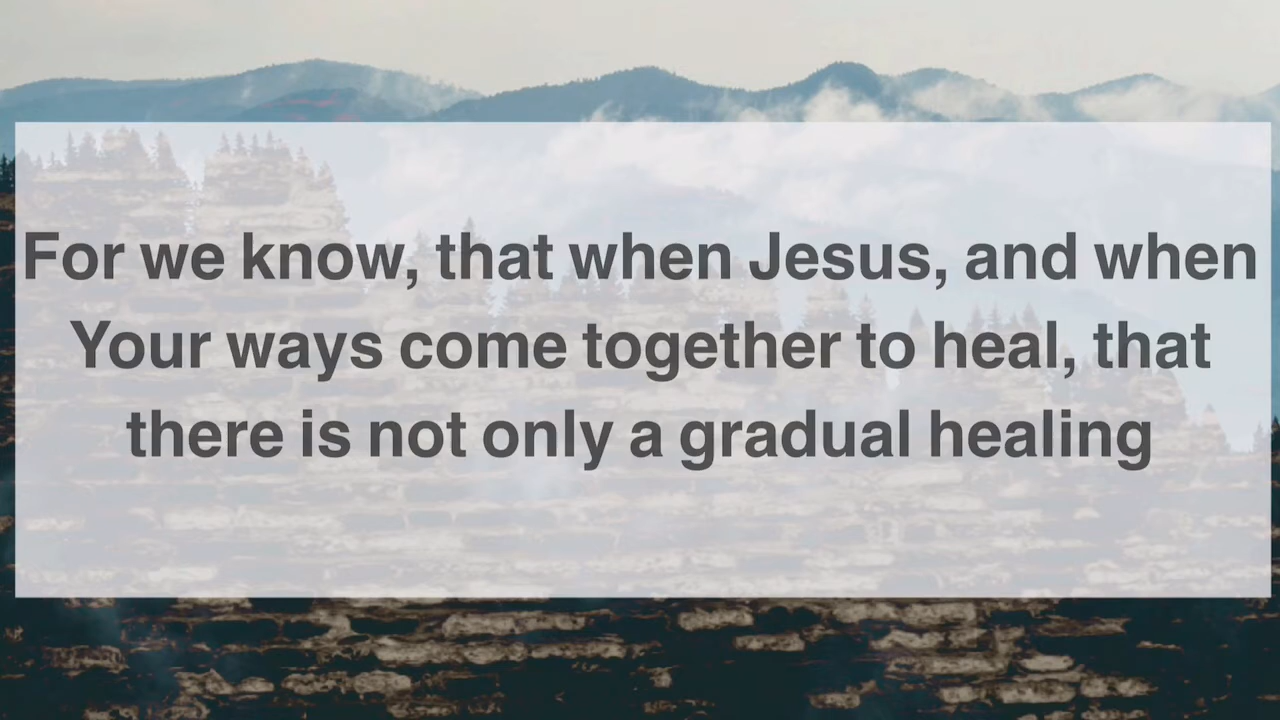 For we know, that when Jesus, and when
Your ways come together to heal, that
there is not only a gradual healing